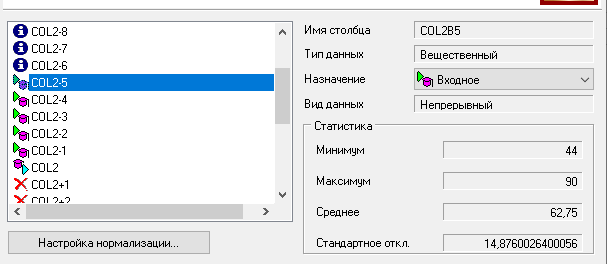 COL2-8
COL2-7
COL2-6
COL2-5
COL2-4
COL2-3
COL2-2
COL2-1
COL2
COL2+1
COL2+2
Настройка нормализации...
Имя столбца COL2B5
Тип данных Вещественный
Назначение Входное
Вид данных Непрерывный
Статистика
Минимум 44
Максимум 90
Среднее 62,75
Стандартное откл. 14,8760026400056